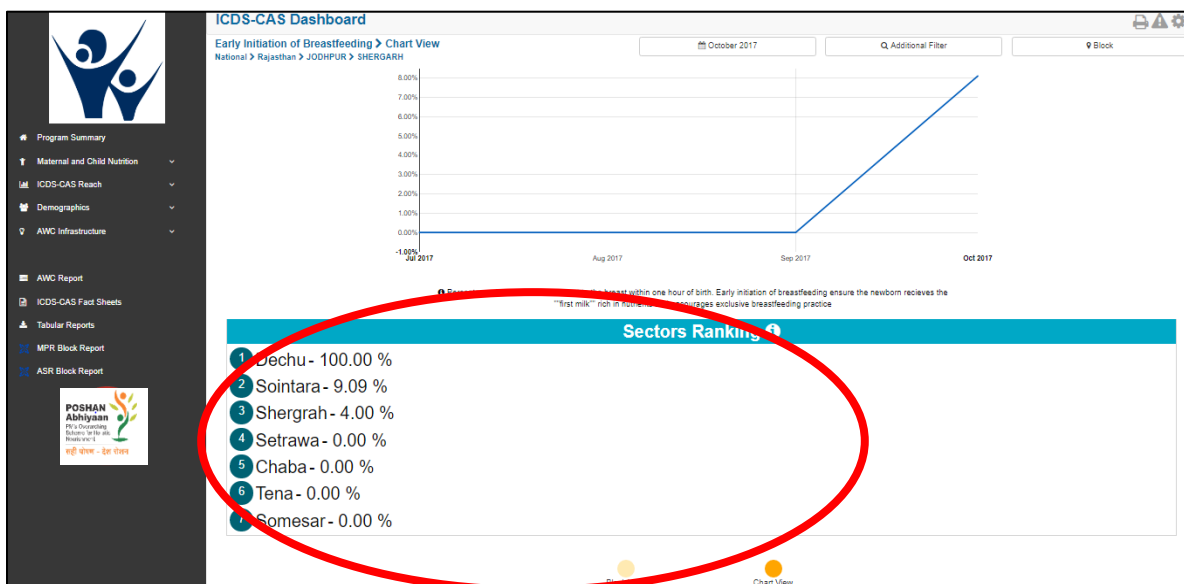 ICDS-CAS Dashboard
Early Initiation of Breastfeeding > Chart View
National > Rajasthan > JODHPUR > SHERGARH
October 2017
Additional Filter
Block
Program Summary
Maternal and Child Nutrition
ICDS-CAS Reach
Demographics
AWC Infrastructure
AWC Report
ICDS-CAS Fact Sheets
Tabular Reports
MPR Block Report
ASR Block Report
POSHAN
Abhiyaan
PM's Overarching
सही पोषण - देश रोशन
8.00%
7.00%
6.00%
5.00%
4.00%
3.00%
2.00%
1.00%
0.00%
-1.00%
Jul 2017
Aug 2017
Sep 2017
Oct 2017
breast within one hour of birth. Early initiation of breastfeeding ensure the newborn recieves the
""first milk"" rich in encourages exclusive breastfeeding practice
Sectors Ranking
1 Dechu - 100.00 %
2 Sointara - 9.09 %
3 Shergrah - 4.00 %
4 Setrawa - 0.00 %
5 Chaba - 0.00 %
6 Tena - 0.00 %
7 Somesar - 0.00 %
Chart View